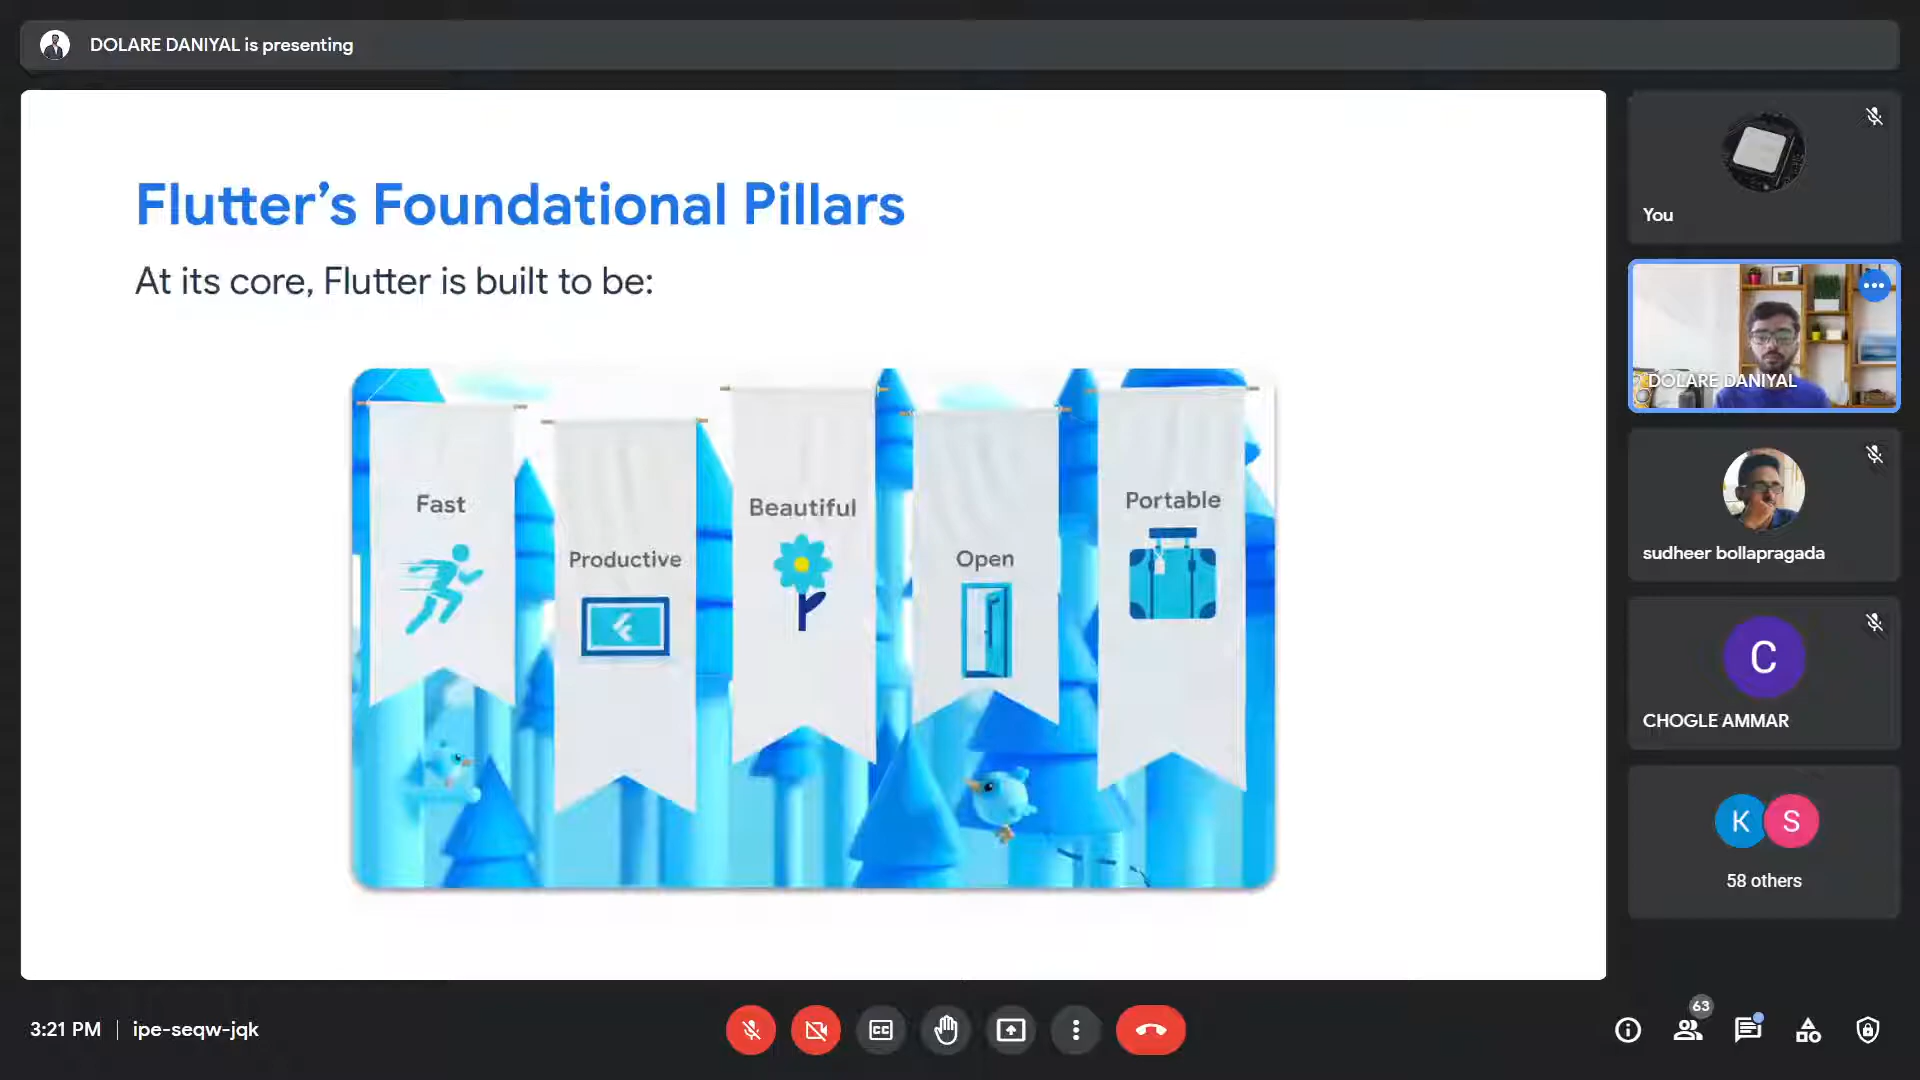 DOLARE DANIYAL is presenting
Flutter’s Foundational Pillars
At its core, Flutter is built to be:
Fast
Productive
Beautiful
Open
Portable
You
DOLARE DANIYAL
sudheer bollapragada
C
CHOGLE AMMAR
K S
58 others
3:21 PM | ipe-seqw-jqk
CC
63